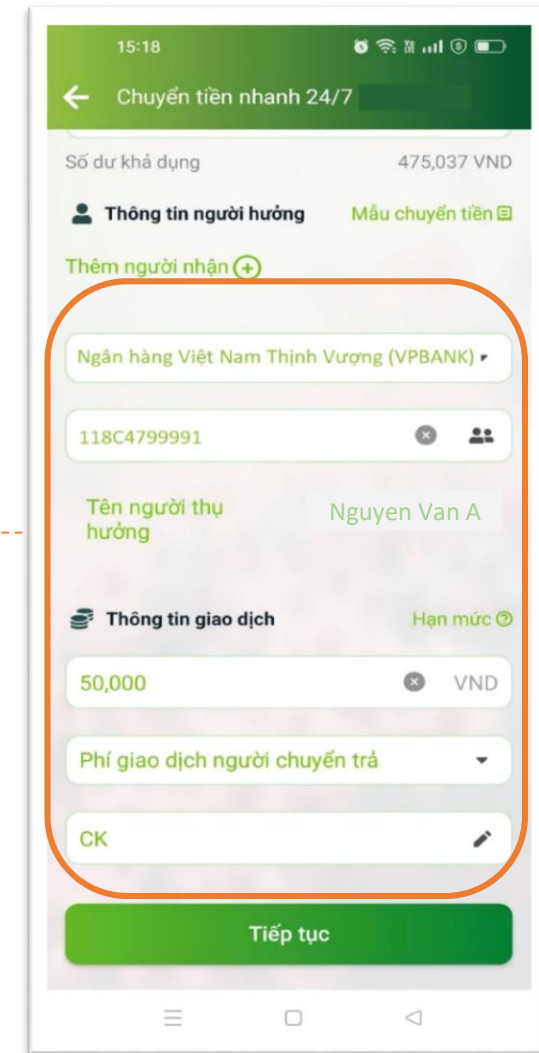 15:18
Chuyển tiền nhanh 24/7
Số dư khả dụng 475,037 VND
Thông tin người hưởng Mẫu chuyển tiền
Thêm người nhận
Ngân hàng Việt Nam Thịnh Vượng (VPBANK)
118C4799991
Tên người thụ
hưởng
Nguyen Van A
Thông tin giao dịch Hạn mức
50,000 VND
Phí giao dịch người chuyển trả
CK
Tiếp tục